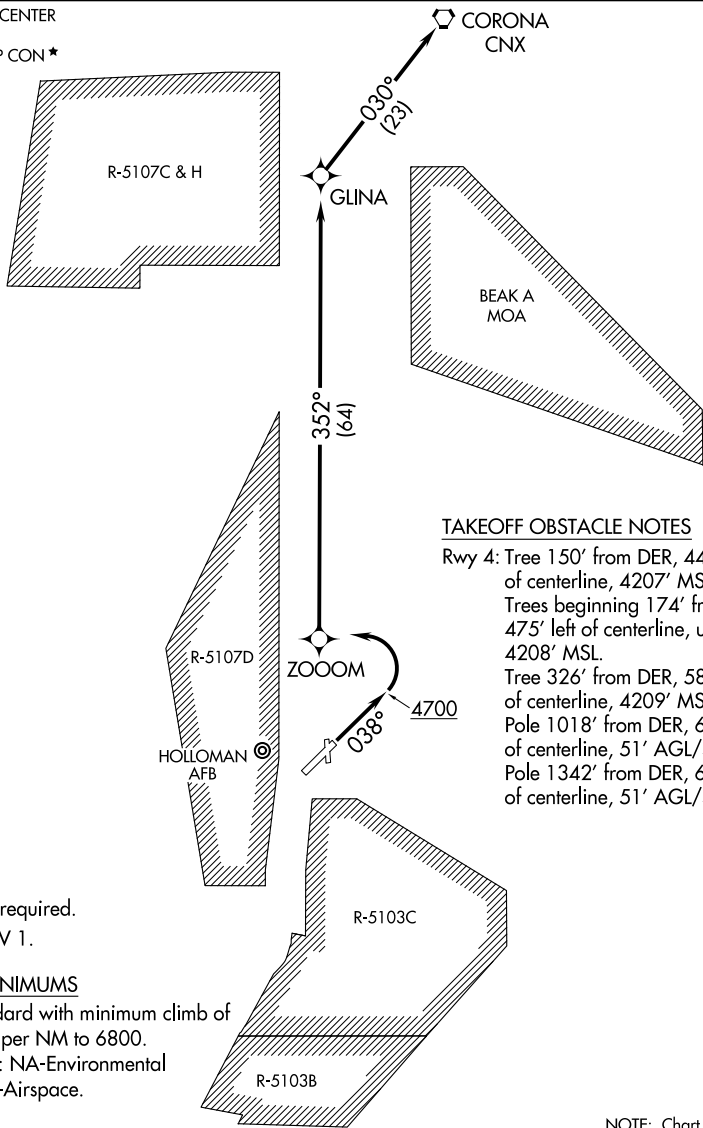 CENTER
P CON★
CORONA
CNX
030°
(23)
R-5107C & H
GLINA
BEAK A
MOA
352°
(64)
TAKEOFF OBSTACLE NOTES
Rwy 4: Tree 150' from DER, 44
of centerline, 4207' MS
Trees beginning 174' fr
475' left of centerline, u
4208' MSL.
Tree 326' from DER, 58
of centerline, 4209' MS
Pole 1018' from DER, 6
of centerline, 51' AGL/
Pole 1342' from DER, 6
of centerline, 51' AGL/
R-5107D
ZOOOM
4700
038°
HOLLOMAN
AFB
required.
V 1.
R-5103C
NIMUMS
dard with minimum climb of
per NM to 6800.
: NA-Environmental
-Airspace.
R-5103B
NOTE: Chart